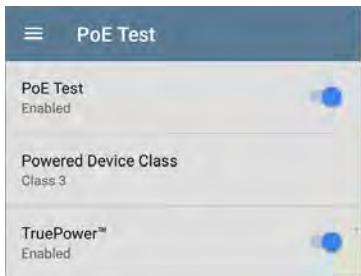 PoE Test
PoE Test
Enabled
Powered Device Class
Class 3
TruePower™
Enabled